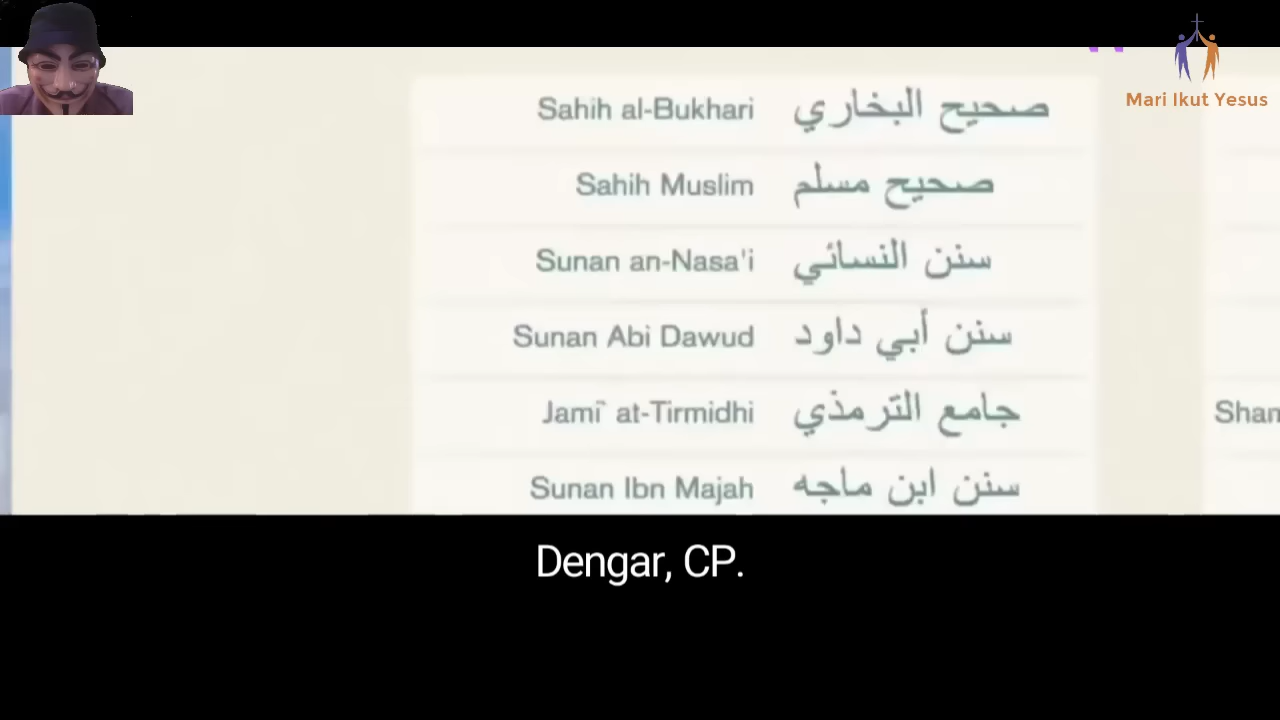 Mari Ikut Yesus
Sahih al-Bukhari صحيح البخاري
Sahih Muslim صحيح مسلم
Sunan an-Nasa'i سنن النسائي
Sunan Abi Dawud سنن أبي داود
Jami` at-Tirmidhi جامع الترمذي
Sunan Ibn Majah سنن ابن ماجه
Dengar, CP.